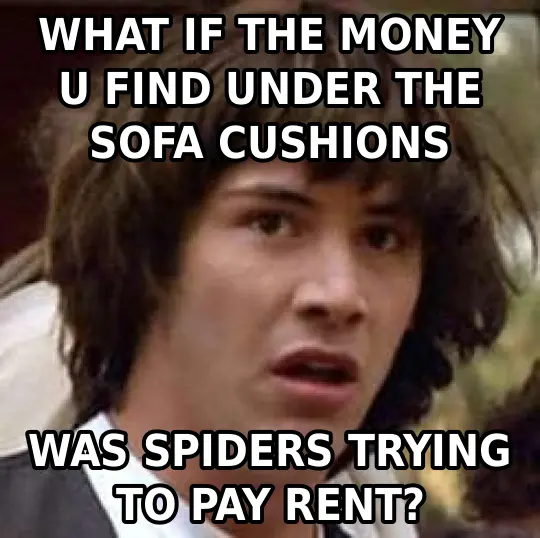 WHAT IF THE MONEY
U FIND UNDER THE
SOFA CUSHIONS
WAS SPIDERS TRYING
TO PAY RENT?